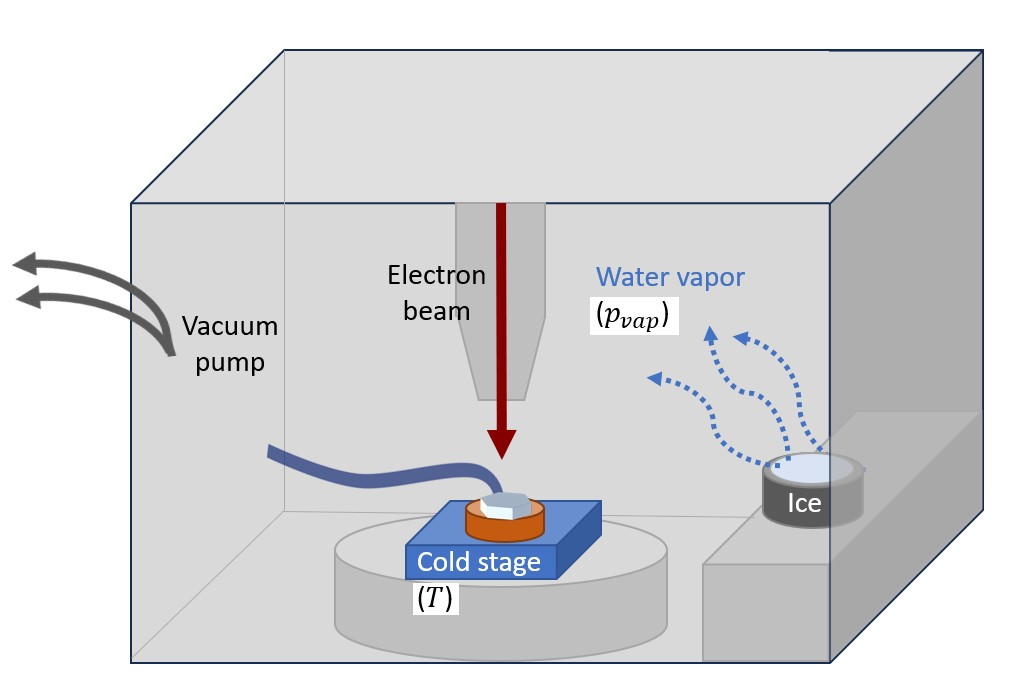 Electron
beam
Water vapor
(p_vap)
Vacuum
pump
Ice
Cold stage
(T)